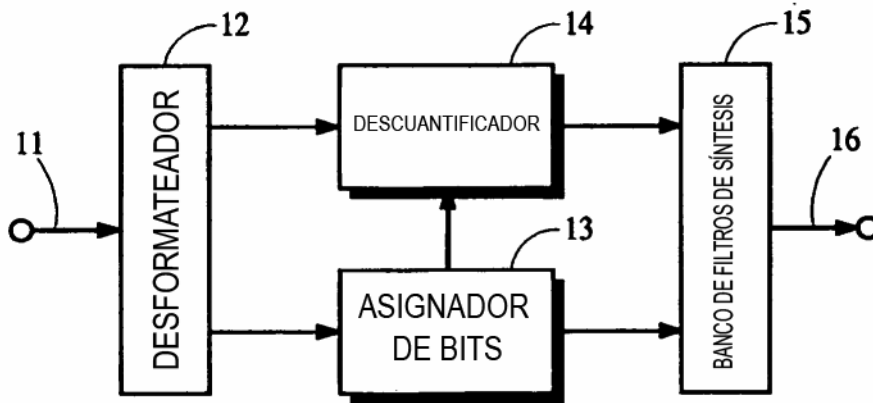 12
14
15
11
DESFORMATEADOR
DESCUANTIFICADOR
BANCO DE FILTROS DE SÍNTESIS
16
13
ASIGNADOR
DE BITS